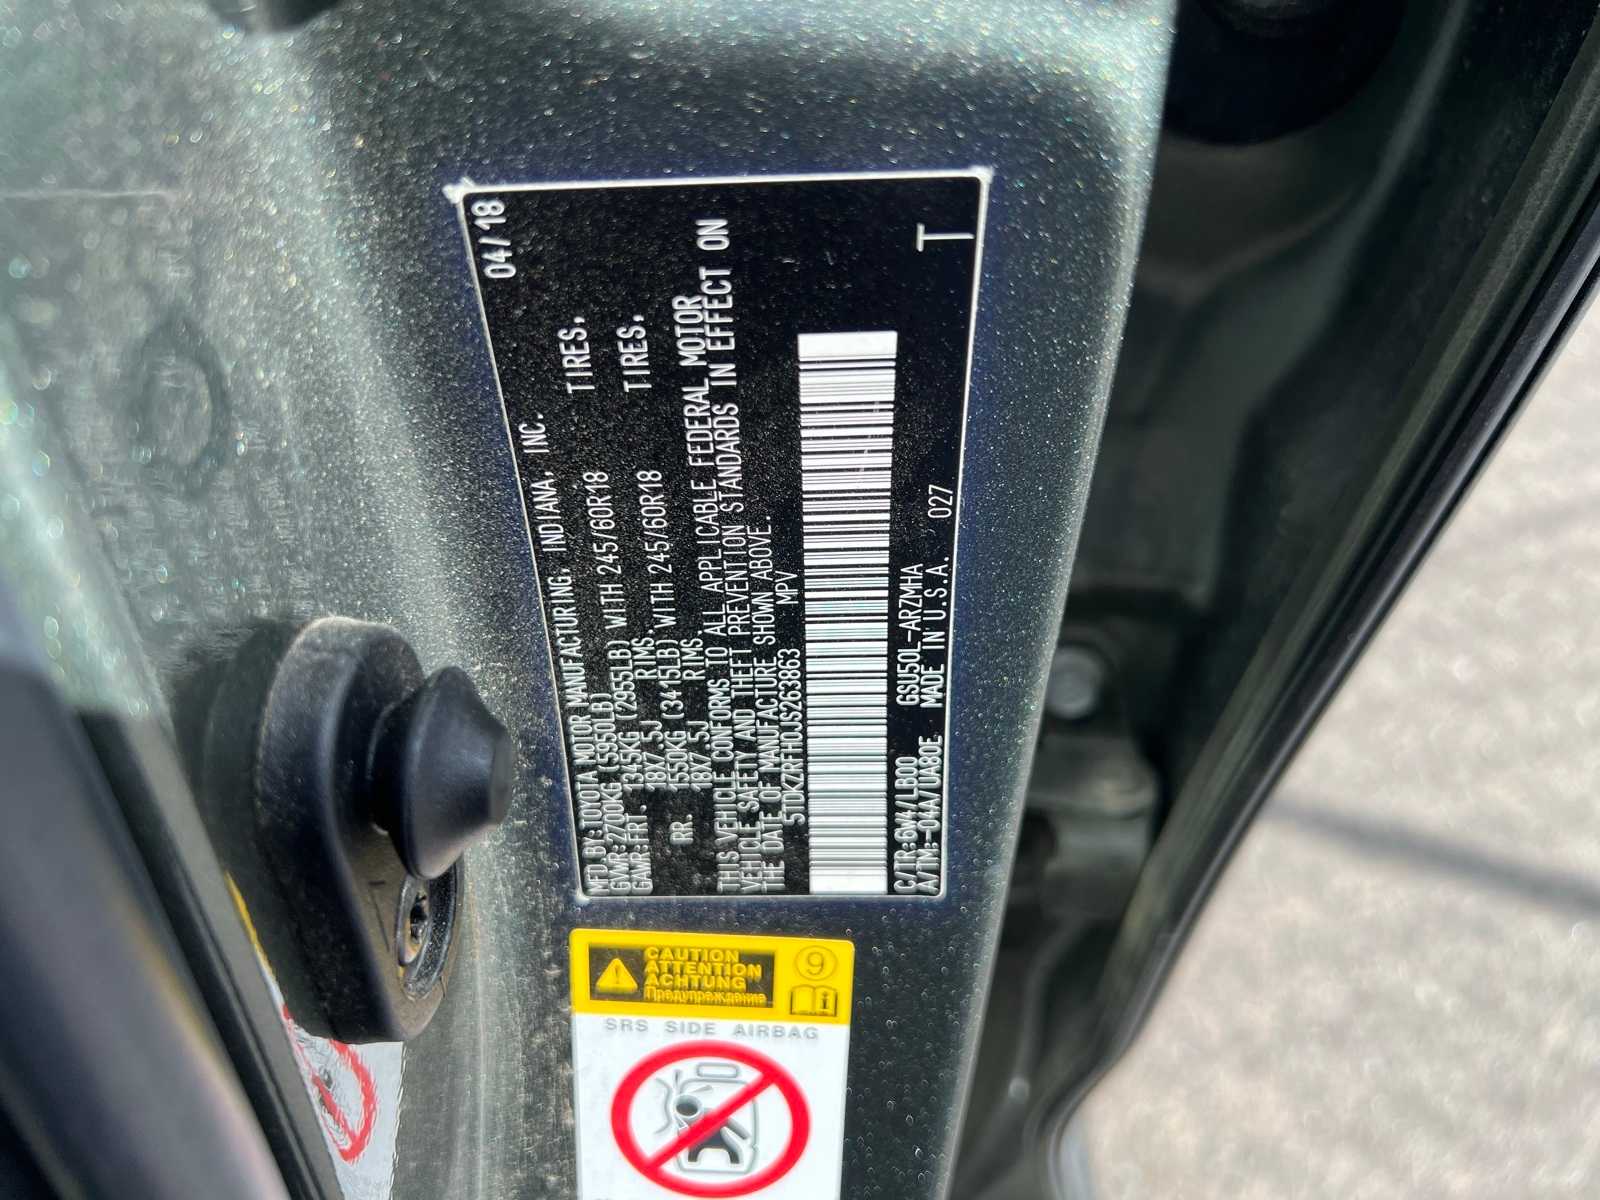 MFD.BY:TOYOTA MOTOR MANUFACTURING, INDIANA, INC. 04/18
GVWR:2700KG (5950LB)
GAWR:FRT. 1345KG (2955LB) WITH 245/60R18 TIRES,
18X7.5J RIMS.
RR. 1550KG (3415LB) WITH 245/60R18 TIRES,
18X7.5J RIMS.
THIS VEHICLE CONFORMS TO ALL APPLICABLE FEDERAL MOTOR
VEHICLE SAFETY AND THEFT PREVENTION STANDARDS IN EFFECT ON
THE DATE OF MANUFACTURE SHOWN ABOVE.
5TDKZRFH0JS263863 MPV
C/TR:6W4/LB00 GSU50L-ARZMHA
A/TM:-04A/UA80E MADE IN U.S.A. 027 T
CAUTION
ATTENTION
ACHTUNG
Предупреждение
9
i
SRS SIDE AIRBAG